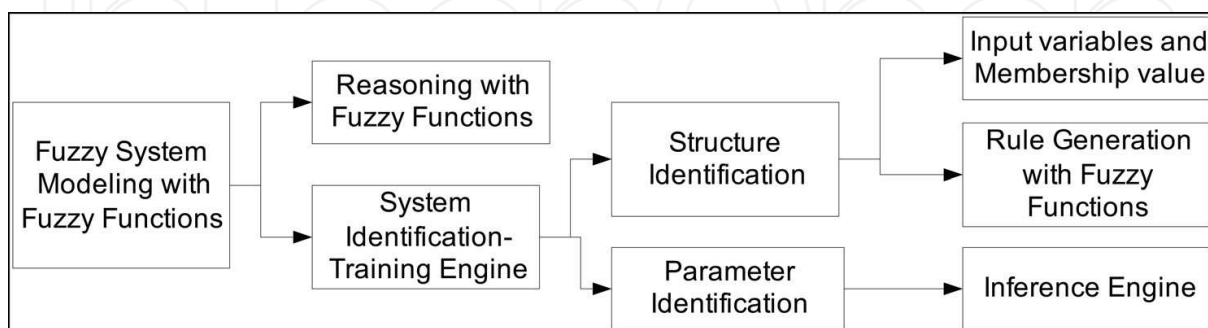 Fuzzy System
Modeling with
Fuzzy Functions
Reasoning with
Fuzzy Functions
System
Identification-
Training Engine
Structure
Identification
Parameter
Identification
Input variables and
Membership value
Rule Generation
with Fuzzy
Functions
Inference Engine